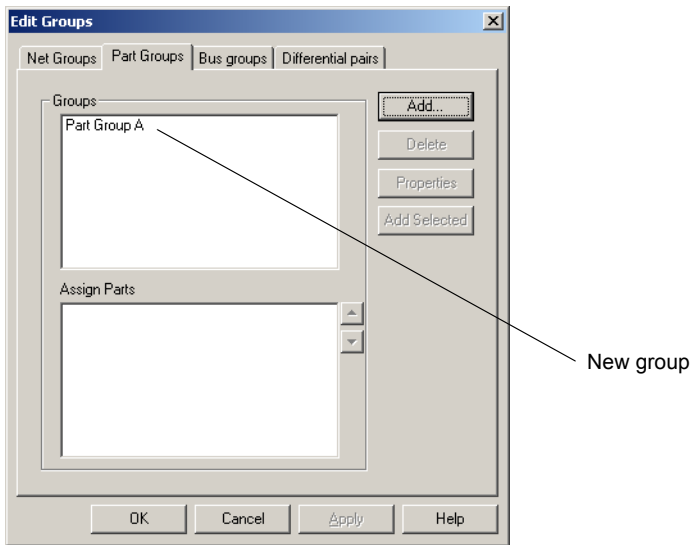 Edit Groups
Net Groups Part Groups Bus groups Differential pairs
Groups
Part Group A
Add...
Delete
Properties
Add Selected
Assign Parts
New group
OK Cancel Apply Help